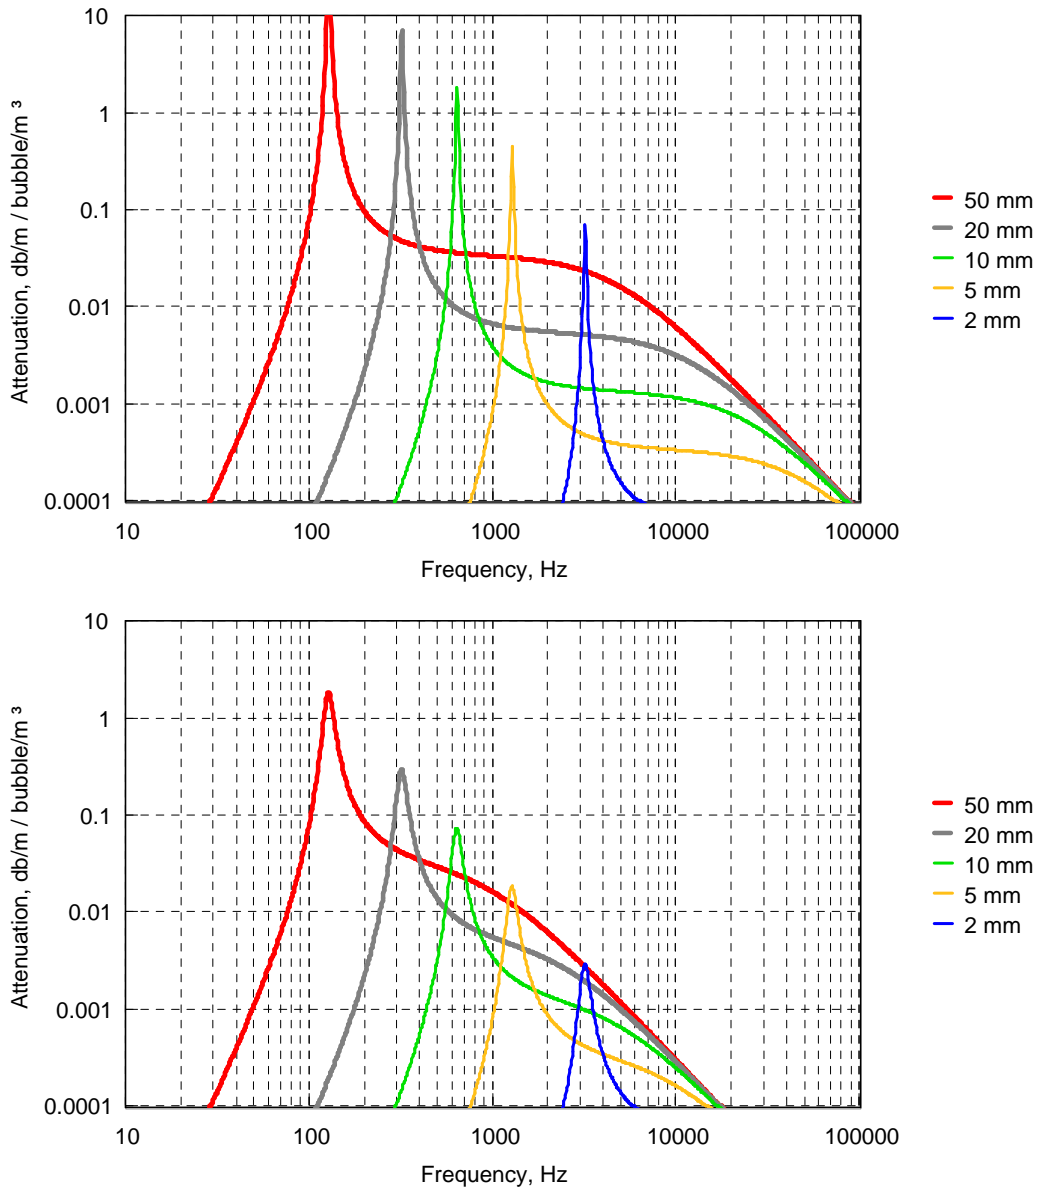 10
1
0.1
0.01
0.001
0.0001
Attenuation, db/m / bubble/m ³
10 100 1000 10000 100000
Frequency, Hz
50 mm
20 mm
10 mm
5 mm
2 mm
10
1
0.1
0.01
0.001
0.0001
Attenuation, db/m / bubble/m ³
10 100 1000 10000 100000
Frequency, Hz
50 mm
20 mm
10 mm
5 mm
2 mm